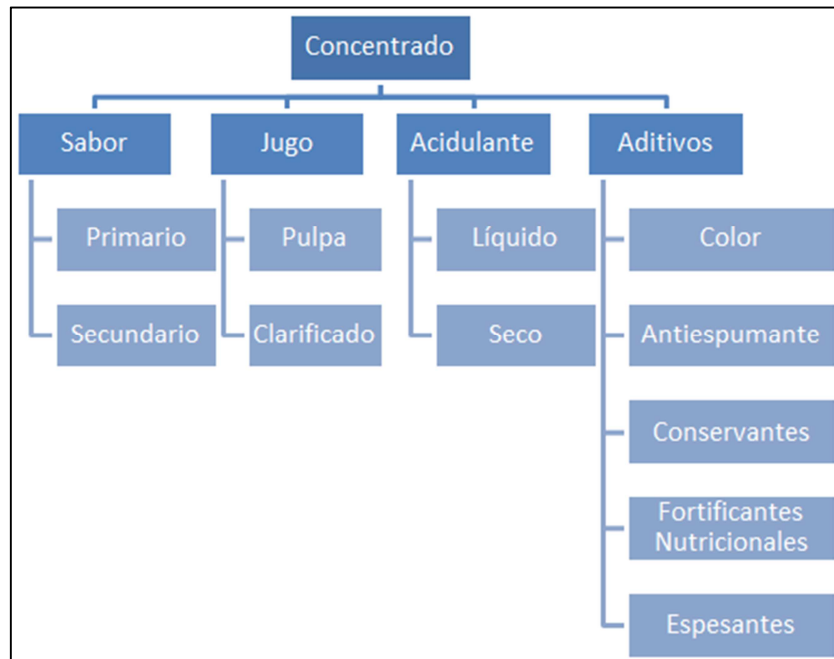 Concentrado
Sabor
Jugo
Acidulante
Aditivos
Primario
Pulpa
Líquido
Color
Secundario
Clarificado
Seco
Antiespumante
Conservantes
Fortificantes
Nutricionales
Espesantes